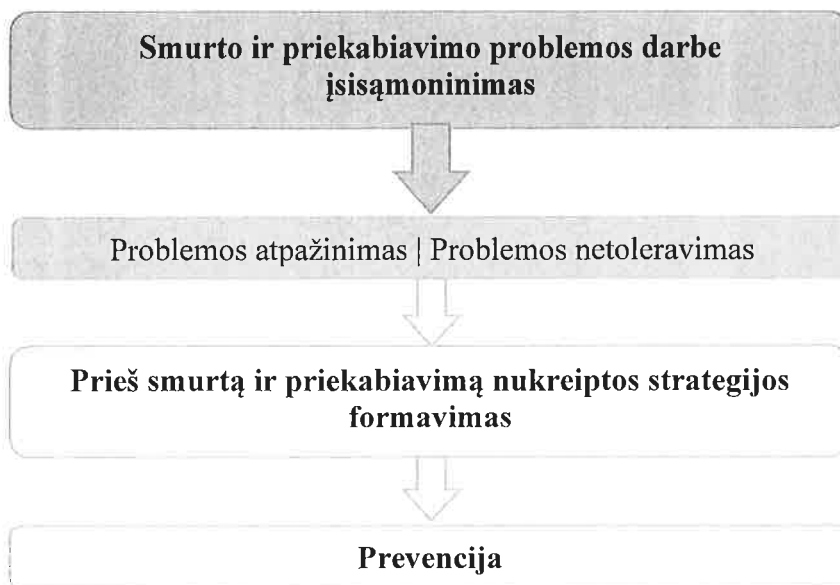 Smurto ir priekabiavimo problemos darbe
įsisąmoninimas
Problemos atpažinimas | Problemos netoleravimas
Prieš smurtą ir priekabiavimą nukreiptos strategijos
formavimas
Prevencija